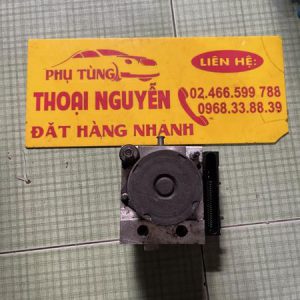 PHỤ TÙNG
THOẠI NGUYỄN
ĐẶT HÀNG NHANH
LIÊN HỆ:
02.466.599 788
0968.33.88.39